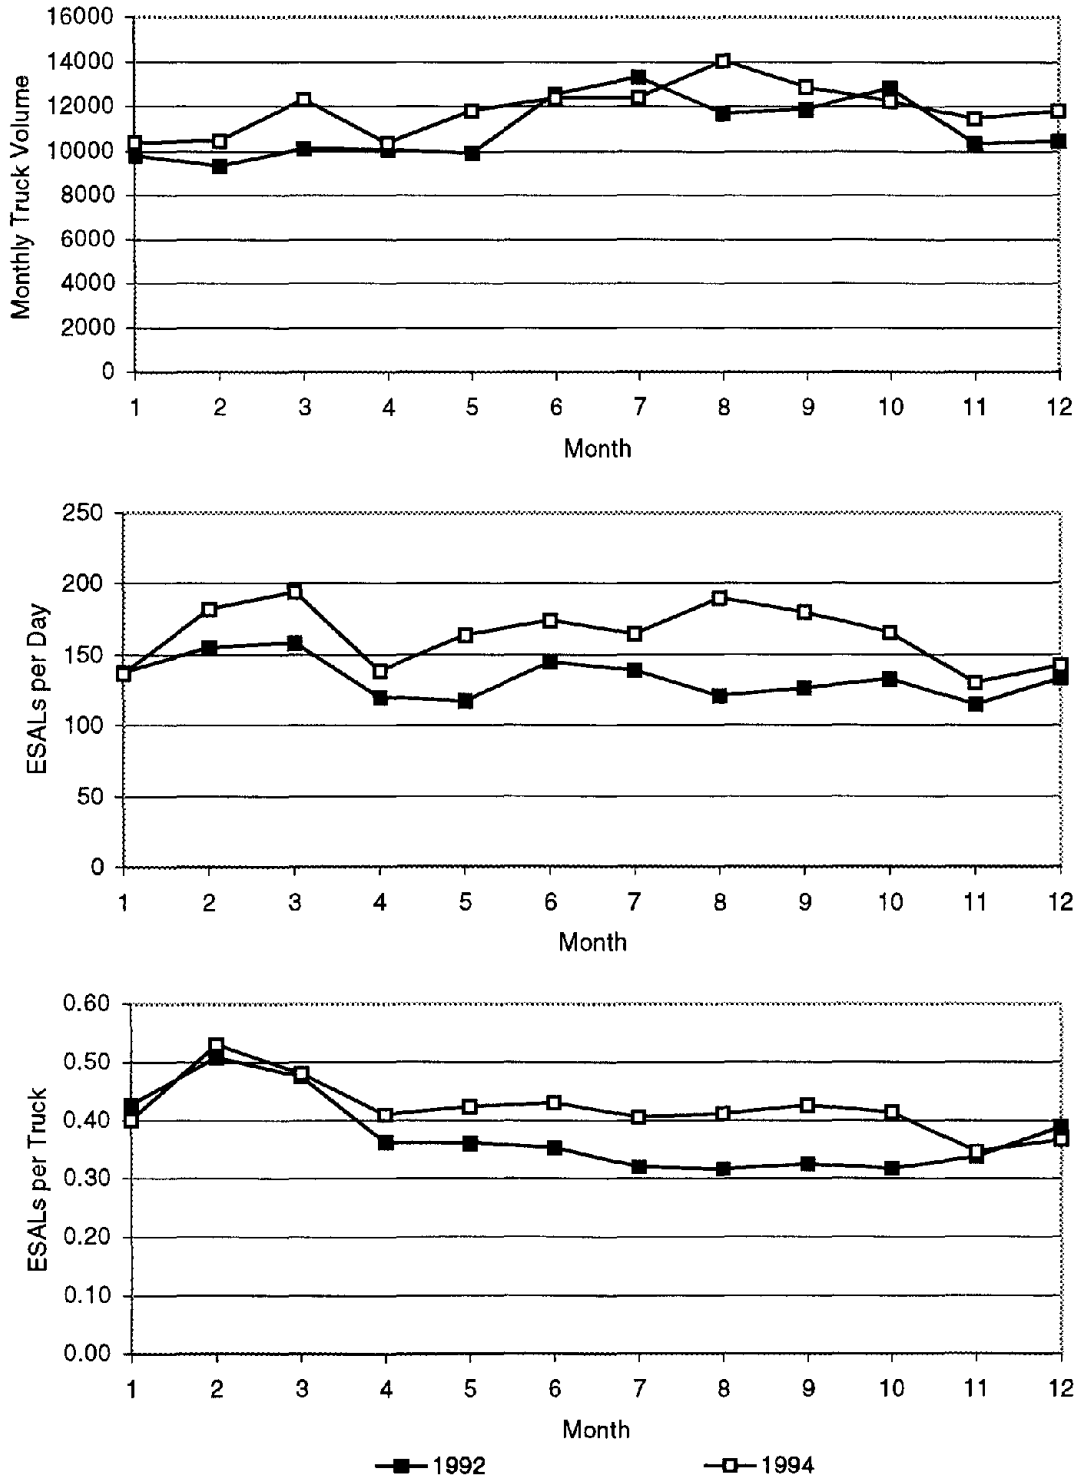 16000
14000
12000
10000
8000
6000
4000
2000
0
Monthly Truck Volume
1 2 3 4 5 6 7 8 9 10 11 12
Month
250
200
150
100
50
0
ESALs per Day
1 2 3 4 5 6 7 8 9 10 11 12
Month
0.60
0.50
0.40
0.30
0.20
0.10
0.00
ESALs per Truck
1 2 3 4 5 6 7 8 9 10 11 12
Month
1992 1994